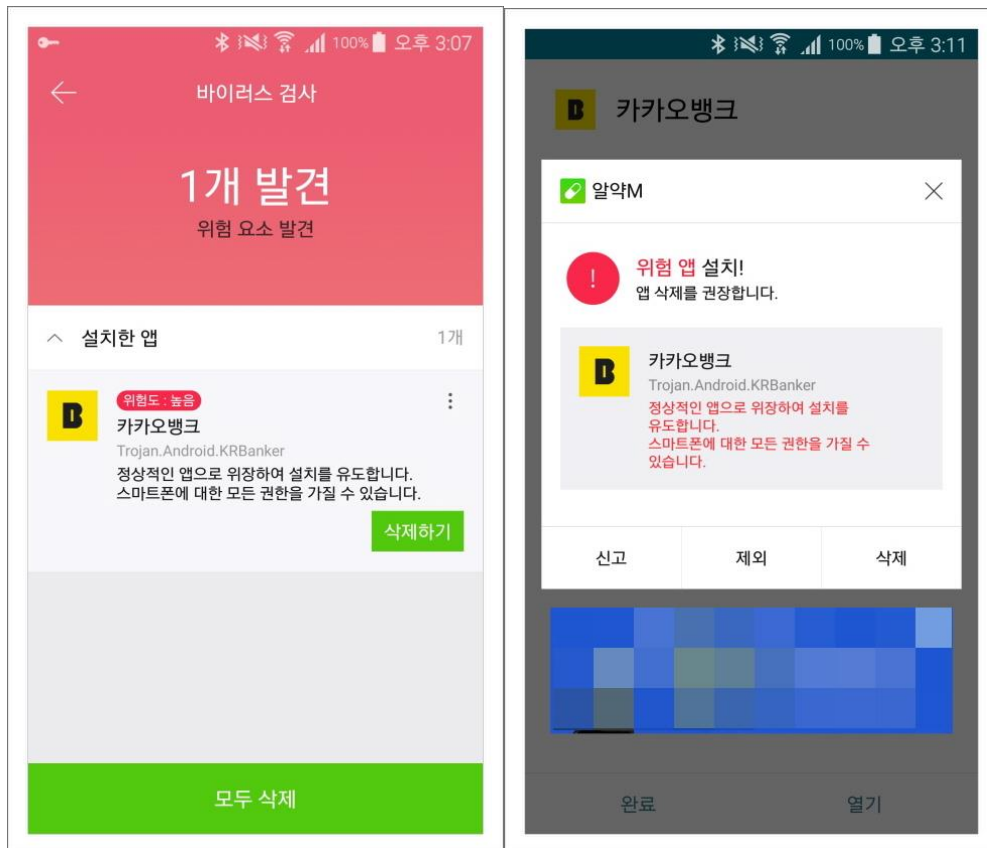 100% 오후 3:07
바이러스 검사
1개 발견
위험 요소 발견
설치한 앱 1개
위험도 : 높음
카카오뱅크
Trojan.Android.KRBanker
정상적인 앱으로 위장하여 설치를 유도합니다.
스마트폰에 대한 모든 권한을 가질 수 있습니다.
삭제하기
모두 삭제
100% 오후 3:11
카카오뱅크
알약M
위험 앱 설치!
앱 삭제를 권장합니다.
카카오뱅크
Trojan.Android.KRBanker
정상적인 앱으로 위장하여 설치를
유도합니다.
스마트폰에 대한 모든 권한을 가질 수
있습니다.
신고 제외 삭제
완료 열기